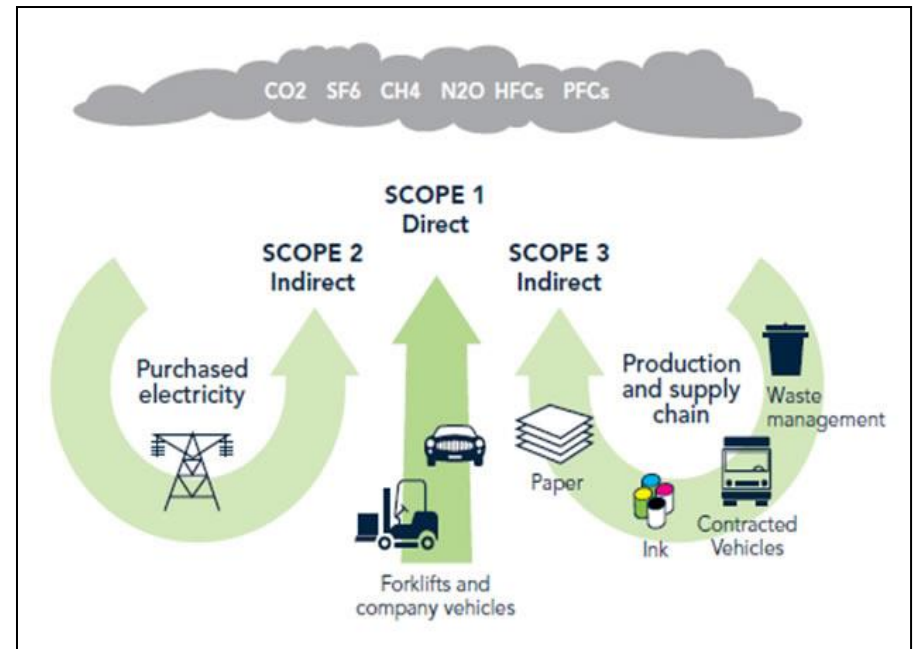 CO2 SF6 CH4 N2O HFCs PFCs
SCOPE 1
Direct
SCOPE 2
Indirect
SCOPE 3
Indirect
Purchased
electricity
Production
and supply
chain
Waste
management
Paper
Ink
Contracted
Vehicles
Forklifts and
company vehicles